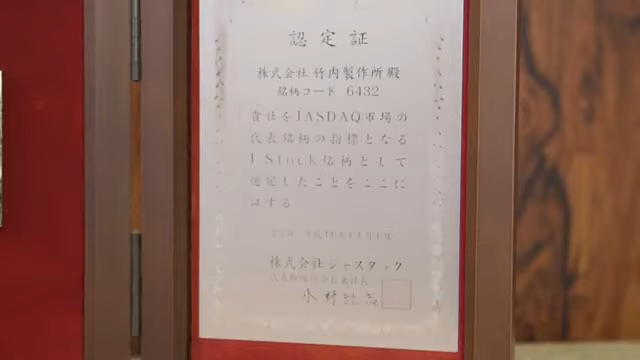 認定証
株式会社 竹内製作所 殿
銘柄コード 6432
貴社をJASDAQ市場の
代表銘柄の指標となる
J Stock銘柄として
選定したことをここに
証する
株式会社ジャスダック